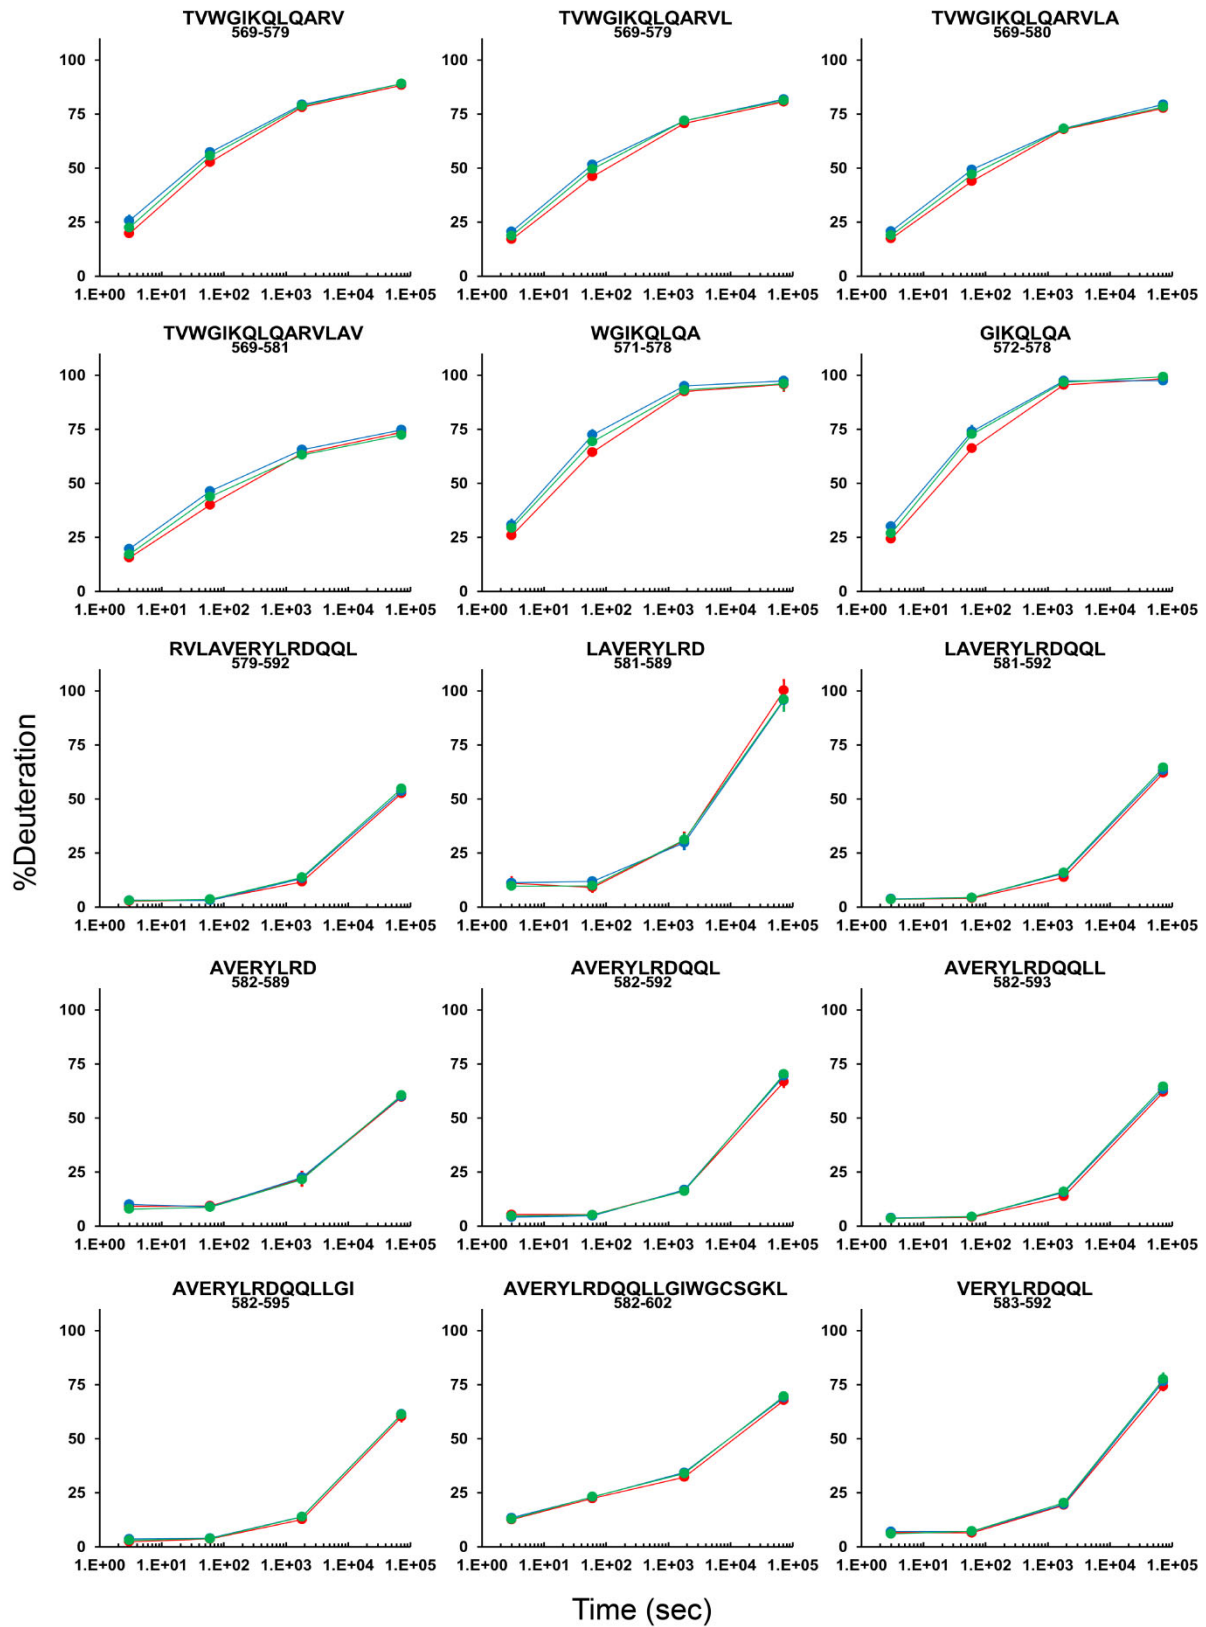 TVWGIKQLQARV
569-579
TVWGIKQLQARVL
569-579
TVWGIKQLQARVLA
569-580
100
75
50
25
0
1.E+00 1.E+01 1.E+02 1.E+03 1.E+04 1.E+05
100
75
50
25
0
1.E+00 1.E+01 1.E+02 1.E+03 1.E+04 1.E+05
100
75
50
25
0
1.E+00 1.E+01 1.E+02 1.E+03 1.E+04 1.E+05
TVWGIKQLQARVLAV
569-581
WGIKQLQA
571-578
GIKQLQA
572-578
100
75
50
25
0
1.E+00 1.E+01 1.E+02 1.E+03 1.E+04 1.E+05
100
75
50
25
0
1.E+00 1.E+01 1.E+02 1.E+03 1.E+04 1.E+05
100
75
50
25
0
1.E+00 1.E+01 1.E+02 1.E+03 1.E+04 1.E+05
%Deuteration
RVLAVERYLRDQQL
579-592
LAVERYLRD
581-589
LAVERYLRDQQL
581-592
100
75
50
25
0
1.E+00 1.E+01 1.E+02 1.E+03 1.E+04 1.E+05
100
75
50
25
0
1.E+00 1.E+01 1.E+02 1.E+03 1.E+04 1.E+05
100
75
50
25
0
1.E+00 1.E+01 1.E+02 1.E+03 1.E+04 1.E+05
AVERYLRD
582-589
AVERYLRDQQL
582-592
AVERYLRDQQLL
582-593
100
75
50
25
0
1.E+00 1.E+01 1.E+02 1.E+03 1.E+04 1.E+05
100
75
50
25
0
1.E+00 1.E+01 1.E+02 1.E+03 1.E+04 1.E+05
100
75
50
25
0
1.E+00 1.E+01 1.E+02 1.E+03 1.E+04 1.E+05
AVERYLRDQQLLGI
582-595
AVERYLRDQQLLGIWGCSGKL
582-602
VERYLRDQQL
583-592
100
75
50
25
0
1.E+00 1.E+01 1.E+02 1.E+03 1.E+04 1.E+05
100
75
50
25
0
1.E+00 1.E+01 1.E+02 1.E+03 1.E+04 1.E+05
100
75
50
25
0
1.E+00 1.E+01 1.E+02 1.E+03 1.E+04 1.E+05
Time (sec)